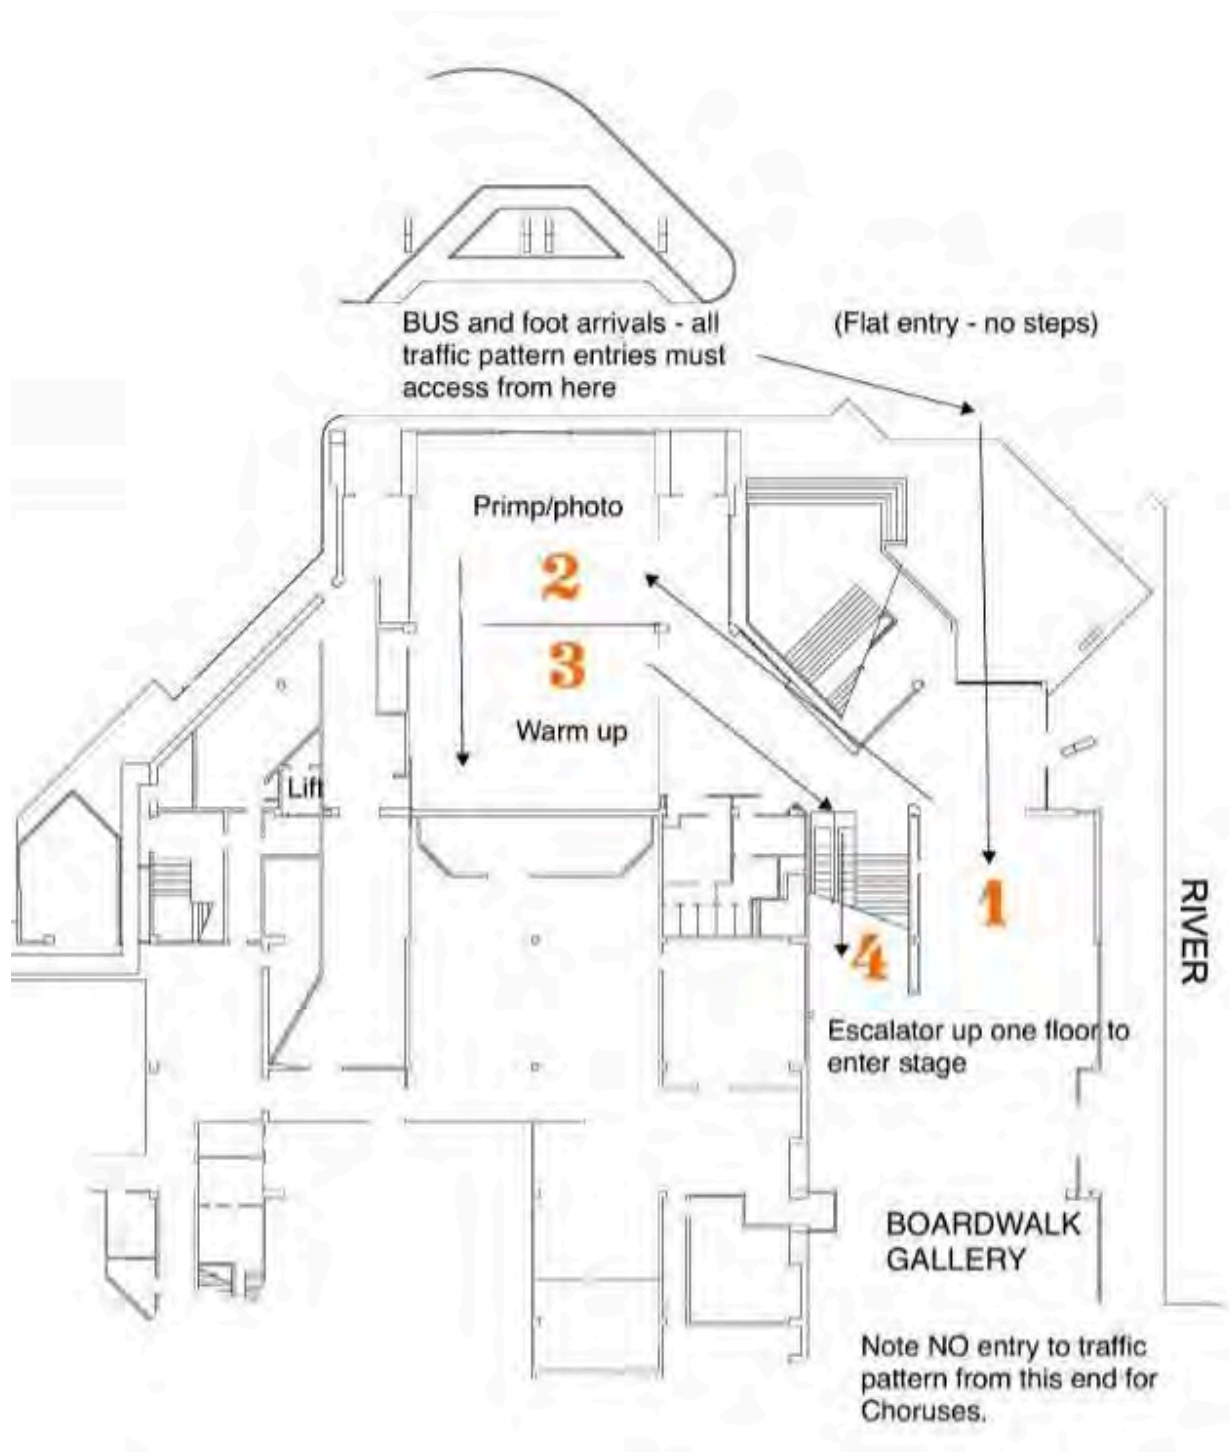 BUS and foot arrivals - all
traffic pattern entries must
access from here
(Flat entry - no steps)
Primp/photo
2
3
Warm up
Lift
1
4
Escalator up one floor to
enter stage
RIVER
BOARDWALK
GALLERY
Note NO entry to traffic
pattern from this end for
Choruses.